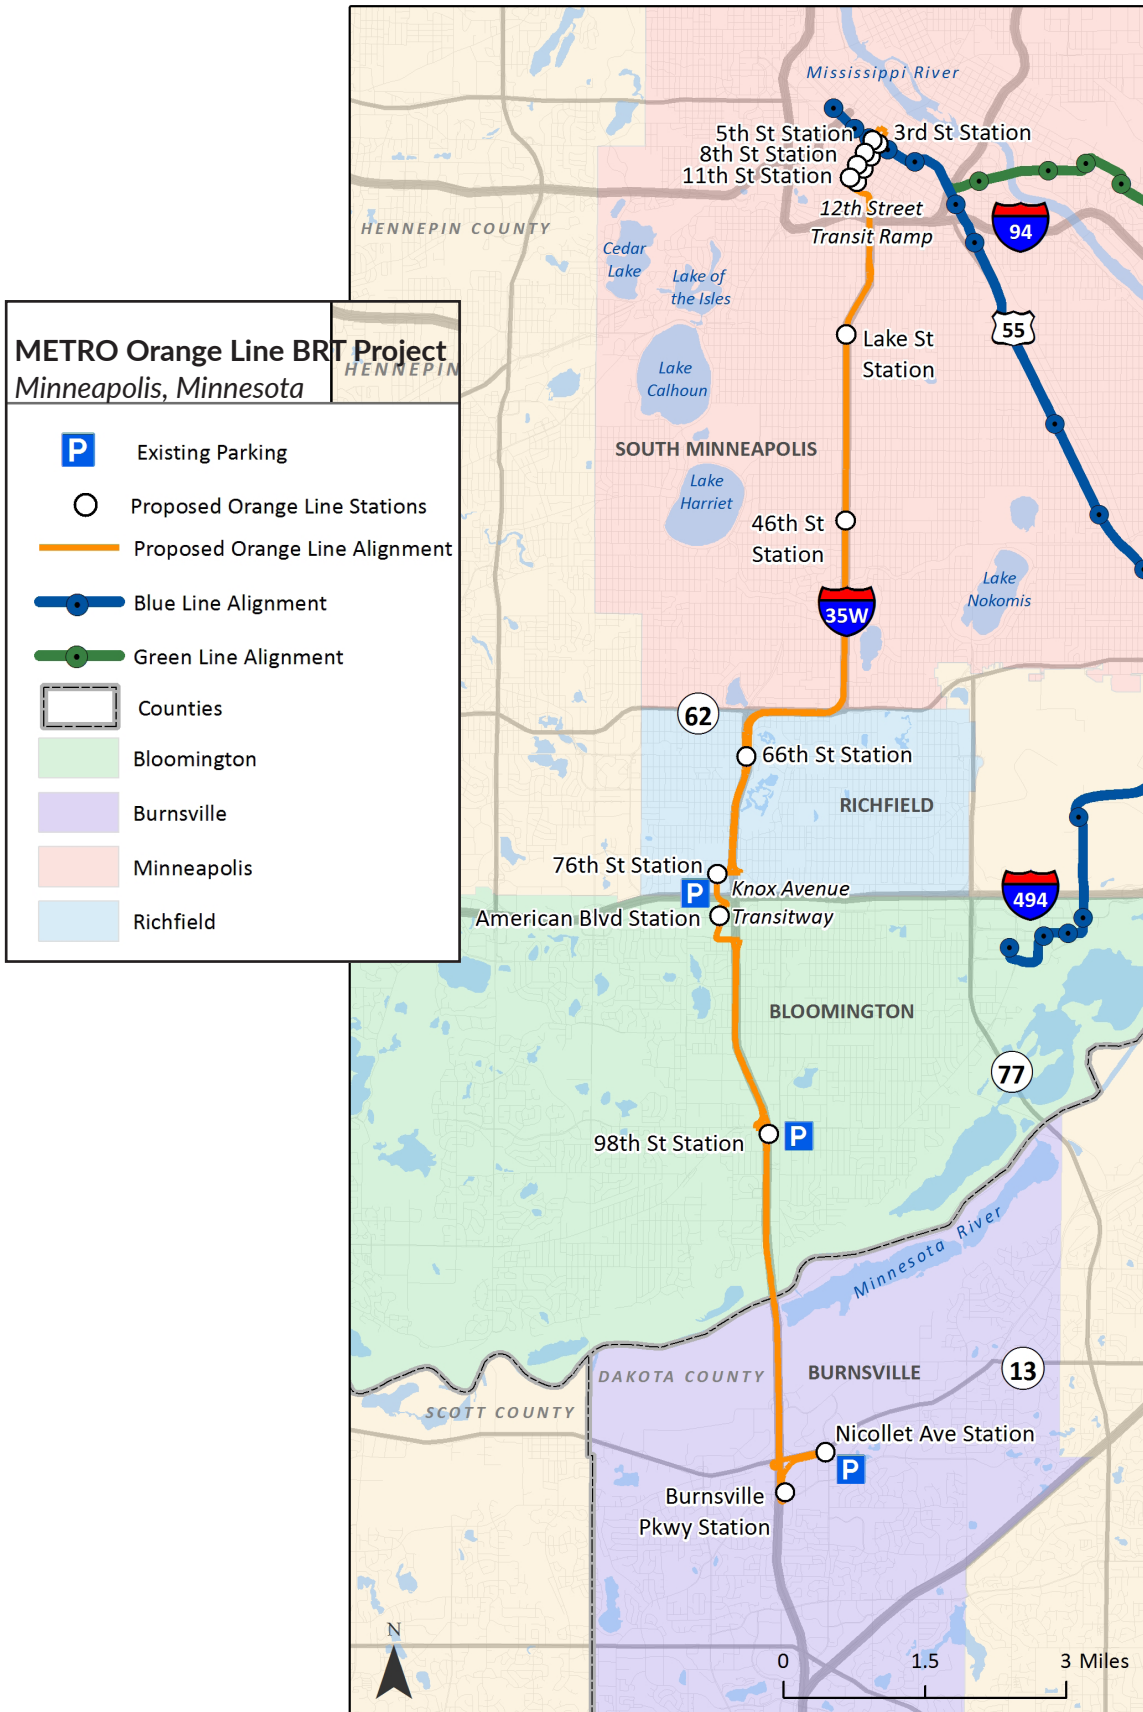 Mississippi River
5th St Station
3rd St Station
8th St Station
11th St Station
12th Street
Transit Ramp
94
HENNEPIN COUNTY
Cedar
Lake
Lake of
the Isles
55
Lake St
Station
METRO Orange Line BRT Project
Minneapolis, Minnesota
HENNEPIN
Lake
Calhoun
SOUTH MINNEAPOLIS
P Existing Parking
Proposed Orange Line Stations
Proposed Orange Line Alignment
Blue Line Alignment
Green Line Alignment
Counties
Bloomington
Burnsville
Minneapolis
Richfield
Lake
Harriet
46th St
Station
Lake
Nokomis
35W
62
66th St Station
RICHFIELD
76th St Station
P
Knox Avenue
Transitway
494
American Blvd Station
BLOOMINGTON
77
98th St Station
P
Minnesota River
DAKOTA COUNTY
BURNSVILLE
13
SCOTT COUNTY
Nicollet Ave Station
P
Burnsville
Pkwy Station
N
0 1.5 3 Miles